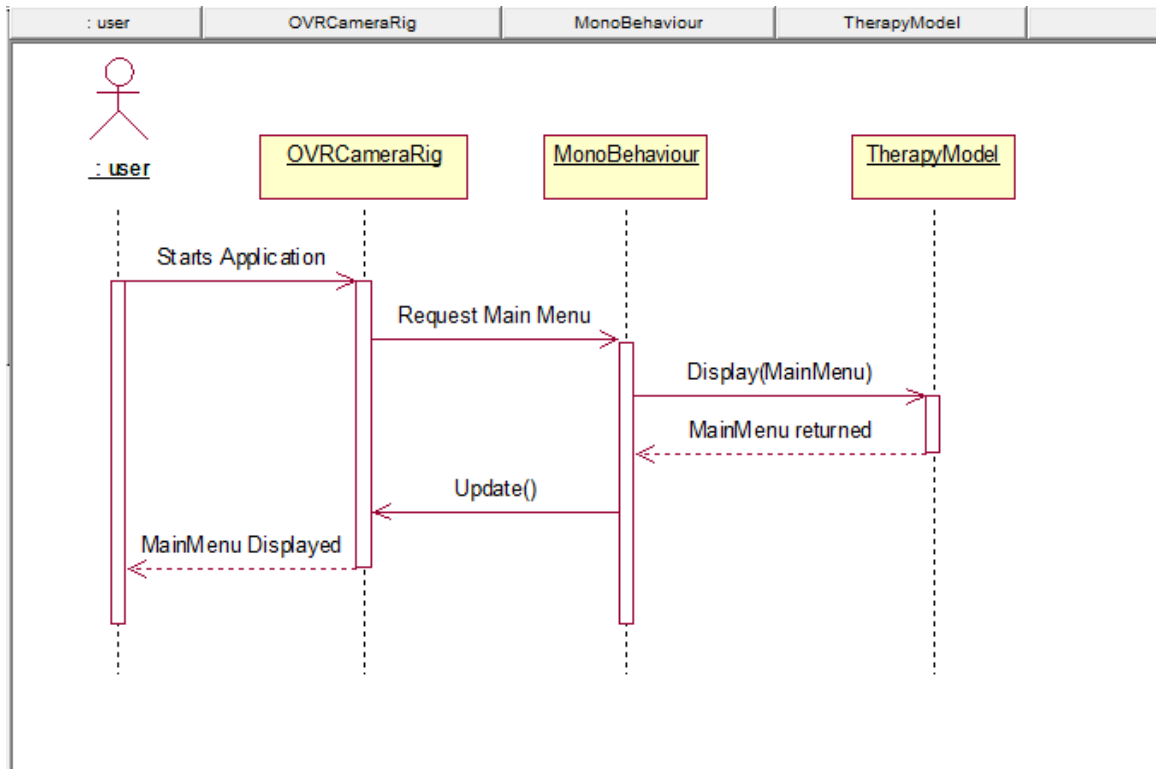 : user
OVRCameraRig
MonoBehaviour
TherapyModel
: user
OVRCameraRig
MonoBehaviour
TherapyModel
Starts Application
Request Main Menu
Display(MainMenu)
MainMenu returned
Update()
MainMenu Displayed